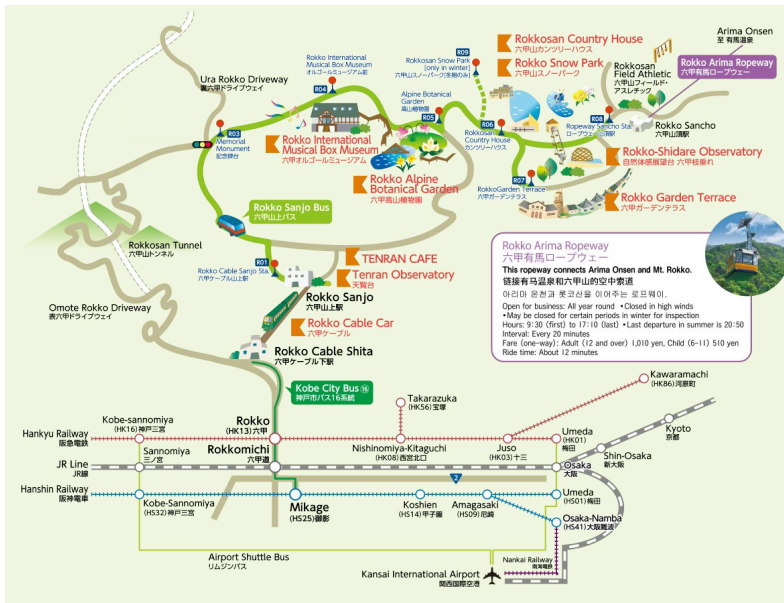 Rokkosan Country House
六甲山カンツリーハウス
Rokko Snow Park
六甲山スノーパーク
R09
Rokkosan Snow Park
[only in winter]
六甲山スノーパーク[冬期のみ]
Arima Onsen
至 有馬温泉
Rokko Arima Ropeway
六甲有馬ロープウェー
Rokkosan
Field Athletic
六甲山フィールド・
アスレチック
Rokko International
Musical Box Museum
オルゴールミュージアム前
R04
Ura Rokko Driveway
裏六甲ドライブウェイ
Alpine Botanical
Garden
高山植物園
R05
R06
Rokkosan
Country House
カンツリーハウス
R08
Ropeway Sancho Sta.
ロープウェー山頂駅
Rokko Sancho
六甲山頂駅
R03
Memorial
Monument
記念碑台
Rokko International
Musical Box Museum
六甲オルゴールミュージアム
Rokko-Shidare Observatory
自然体感展望台 六甲枝垂れ
R07
RokkoGarden Terrace
六甲ガーデンテラス
Rokko Alpine
Botanical Garden
六甲高山植物園
Rokko Garden Terrace
六甲ガーデンテラス
Rokko Sanjo Bus
六甲山上バス
Rokkosan Tunnel
六甲山トンネル
TENRAN CAFE
R01
Rokko Cable Sanjo Sta.
六甲ケーブル山上駅
Tenran Observatory
天覧台
Rokko Sanjo
六甲山上駅
Omote Rokko Driveway
表六甲ドライブウェイ
Rokko Cable Car
六甲ケーブル
Rokko Cable Shita
六甲ケーブル下駅
Rokko Arima Ropeway
六甲有馬ロープウェー
This ropeway connects Arima Onsen and Mt. Rokko.
链接有马温泉和六甲山的空中索道
아리마 온천과 롯코산을 이어주는 로프웨이.
Open for business: All year round •Closed in high winds
•May be closed for certain periods in winter for inspection
Hours: 9:30 (first) to 17:10 (last) •Last departure in summer is 20:50
Interval: Every 20 minutes
Fare (one-way): Adult (12 and over) 1,010 yen, Child (6-11) 510 yen
Ride time: About 12 minutes
Kobe City Bus⑯
神戸市バス16系統
Takarazuka
(HK56)宝塚
Kawaramachi
(HK86)河原町
Kobe-sannomiya
(HK16)神戸三宮
Rokko
(HK13)六甲
Umeda
(HK01)
梅田
Kyoto
京都
Hankyu Railway
阪急電鉄
Nishinomiya-Kitaguchi
(HK08)西宮北口
Juso
(HK03)十三
Shin-Osaka
新大阪
Sannomiya
三ノ宮
Rokkomichi
六甲道
JR Line
JR線
Osaka
大阪
2
Hanshin Railway
阪神電車
Kobe-Sannomiya
(HS32)神戸三宮
Mikage
(HS25)御影
Koshien
(HS14)甲子園
Amagasaki
(HS09)尼崎
Umeda
(HS01)梅田
Osaka-Namba
(HS41)大阪難波
Airport Shuttle Bus
リムジンバス
Nankai Railway
南海電鉄
Kansai International Airport
関西国際空港